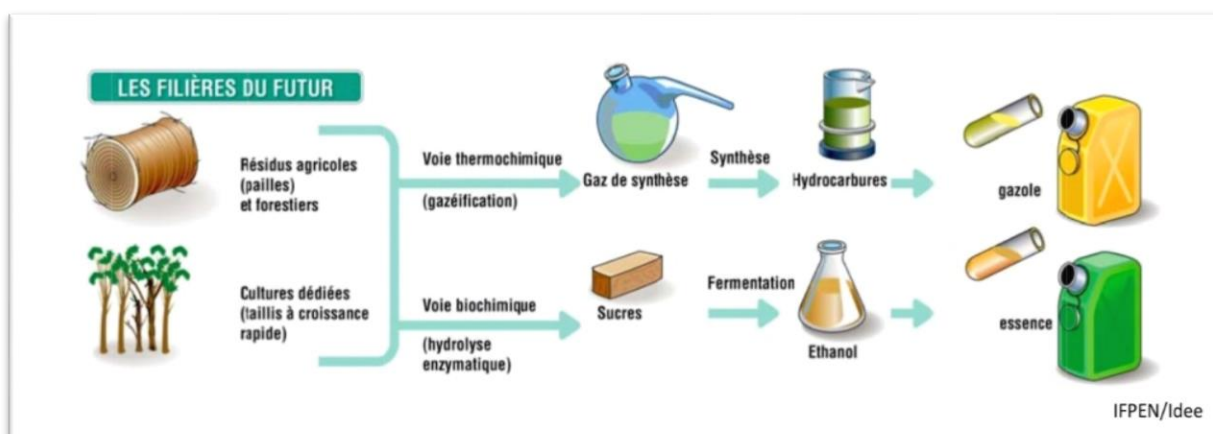 LES FILIÈRES DU FUTUR
Résidus agricoles
(pailles)
et forestiers
Cultures dédiées
(taillis à croissance
rapide)
Voie thermochimique
(gazéification)
Gaz de synthèse
Synthèse
Hydrocarbures
gazole
Voie biochimique
(hydrolyse
enzymatique)
Sucres
Fermentation
Ethanol
essence
IFPEN/Idee